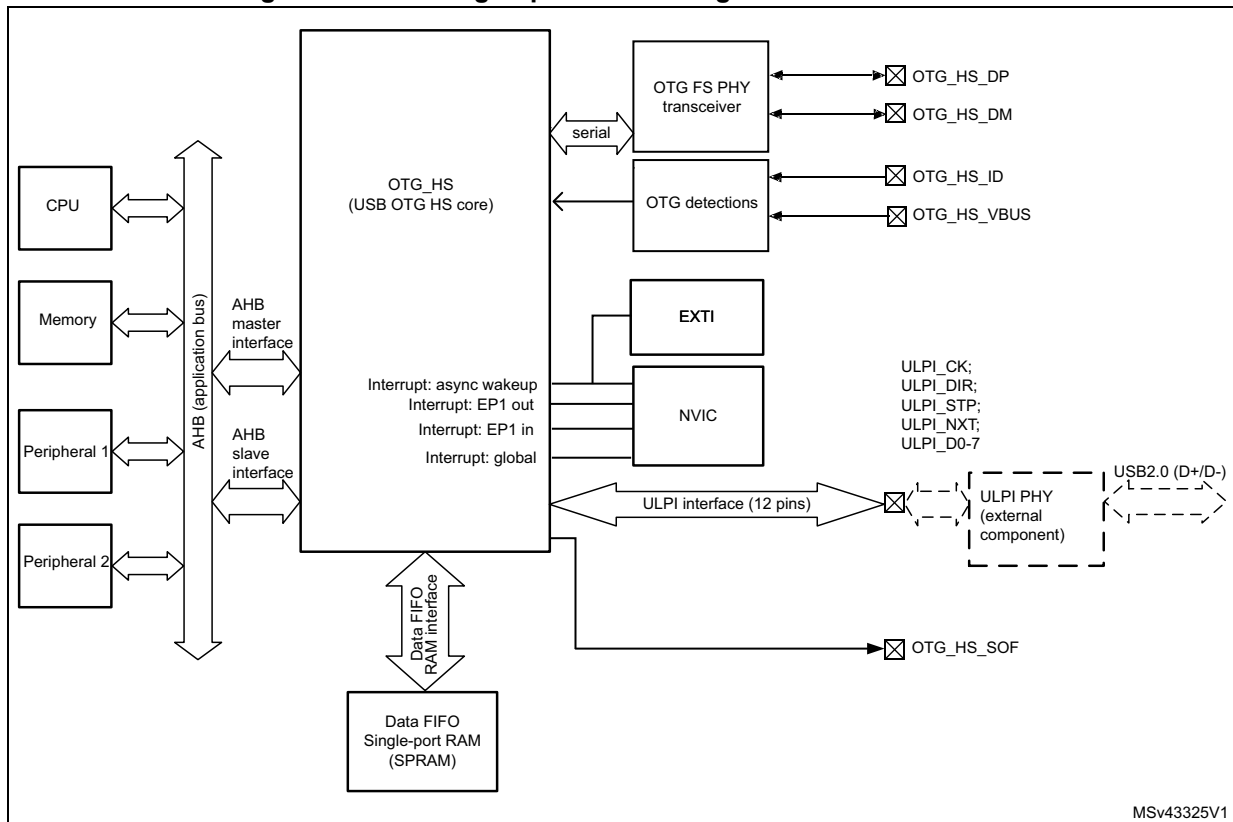 OTG FS PHY
transceiver
OTG_HS_DP
OTG_HS_DM
serial
OTG_HS
(USB OTG HS core)
OTG detections
OTG_HS_ID
OTG_HS_VBUS
CPU
Memory
Peripheral 1
Peripheral 2
AHB (application bus)
AHB
master
interface
AHB
slave
interface
EXTI
Interrupt: async wakeup
Interrupt: EP1 out
Interrupt: EP1 in
Interrupt: global
NVIC
ULPI_CK;
ULPI_DIR;
ULPI_STP;
ULPI_NXT;
ULPI_D0-7
ULPI interface (12 pins)
ULPI PHY
(external
component)
USB2.0 (D+/D-)
Data FIFO
RAM interface
OTG_HS_SOF
Data FIFO
Single-port RAM
(SPRAM)
MSv43325V1